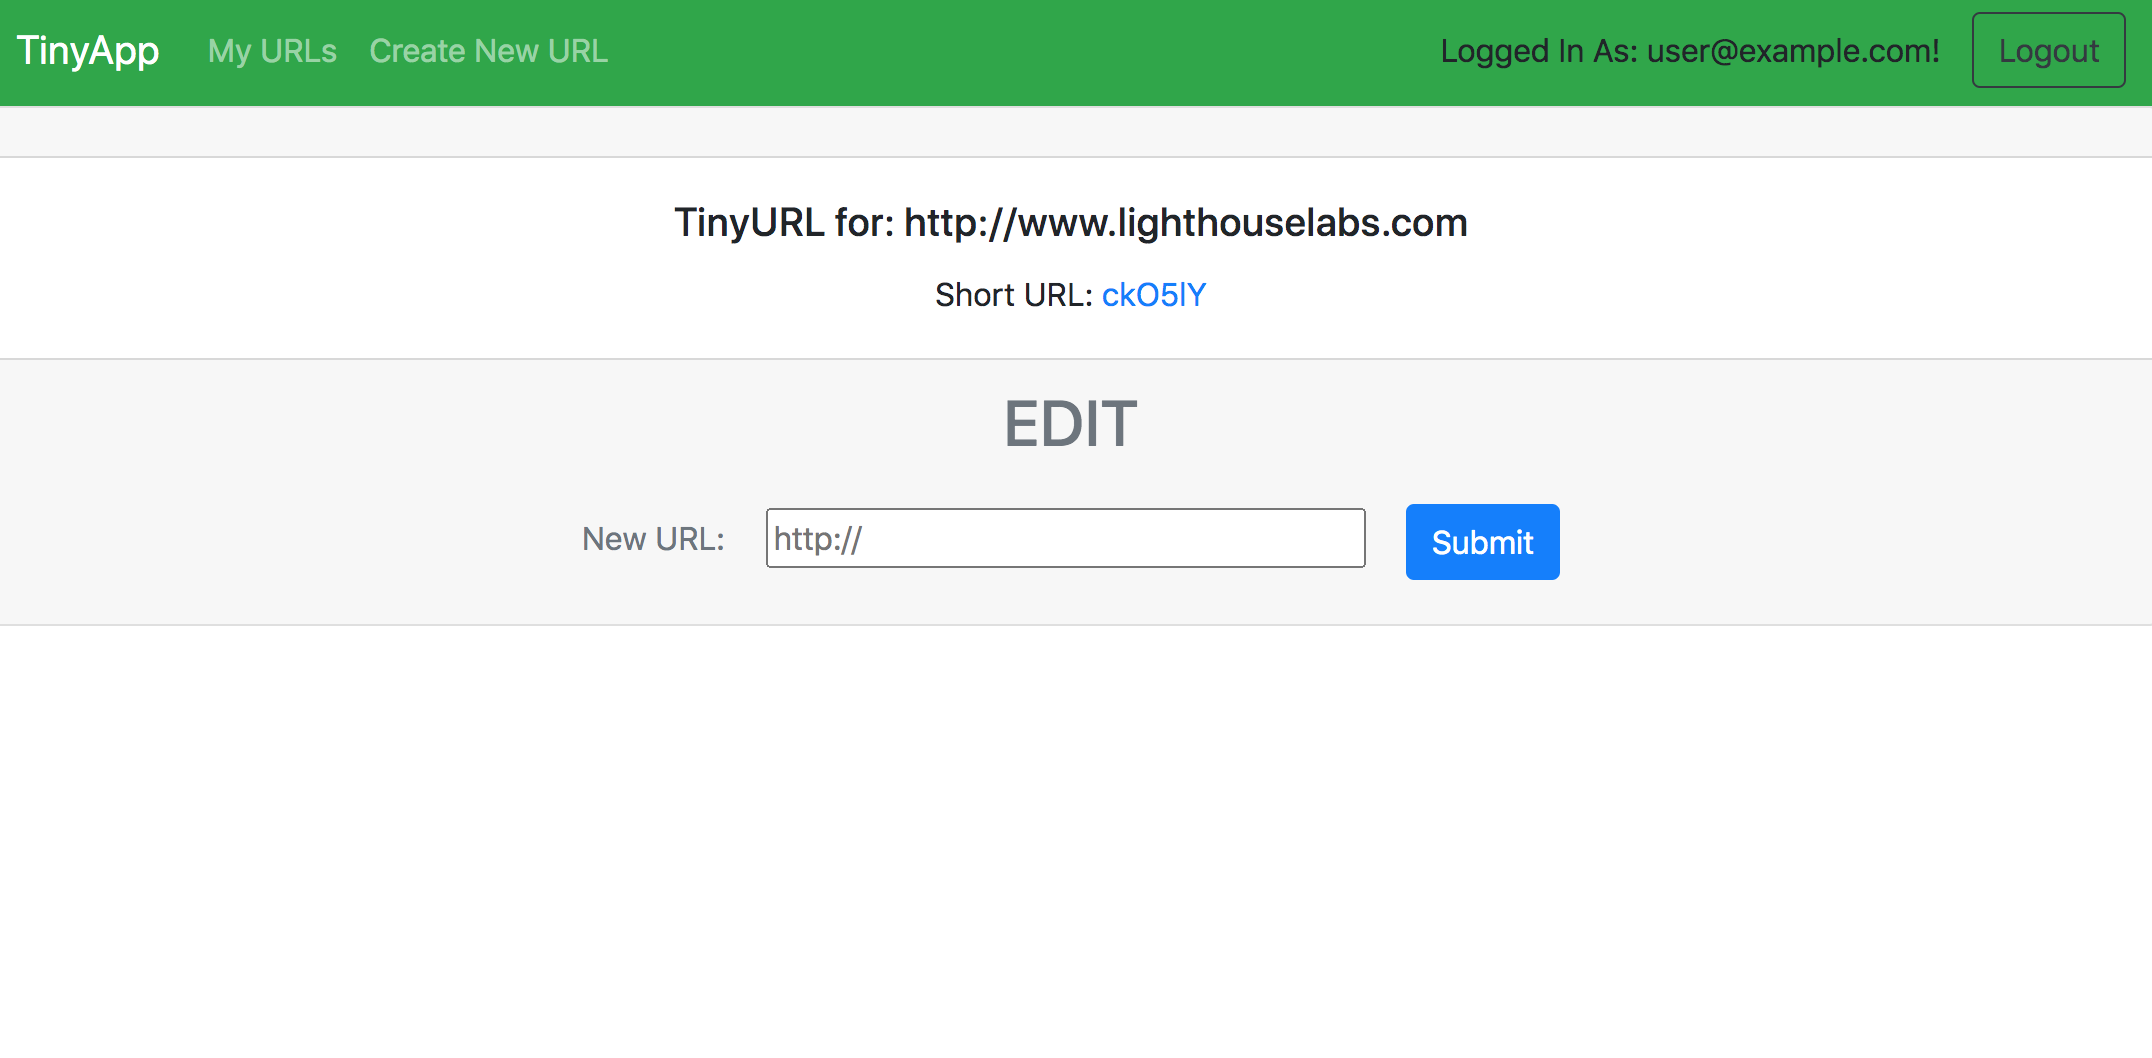 TinyApp My URLs Create New URL Logged In As: user@example.com! Logout
TinyURL for: http://www.lighthouselabs.com
Short URL: ckO5lY
EDIT
New URL: http:// Submit